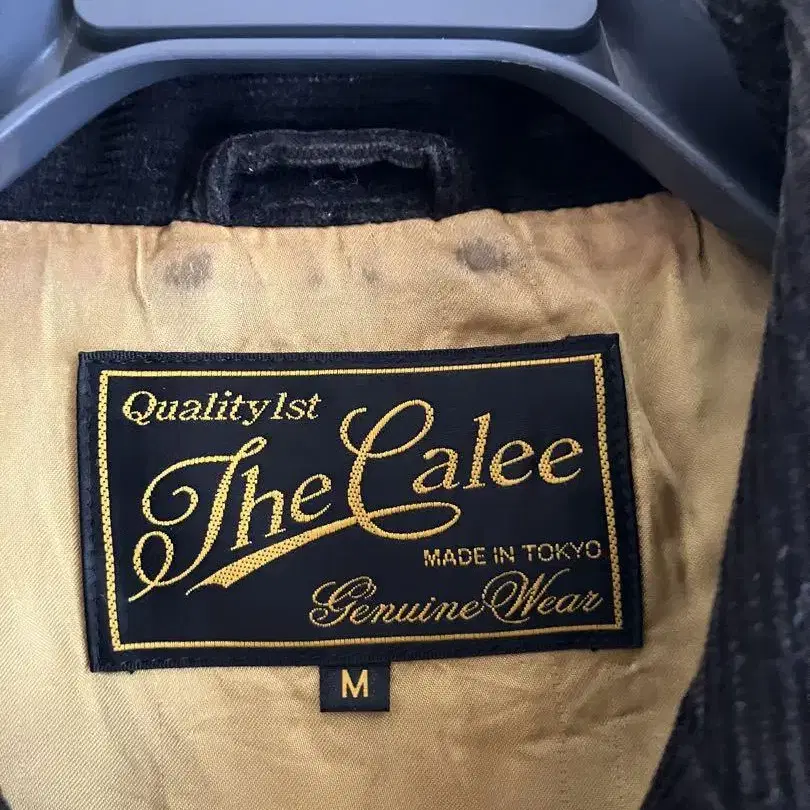 Quality 1st
The Calee
MADE IN TOKYO
Genuine Wear
M